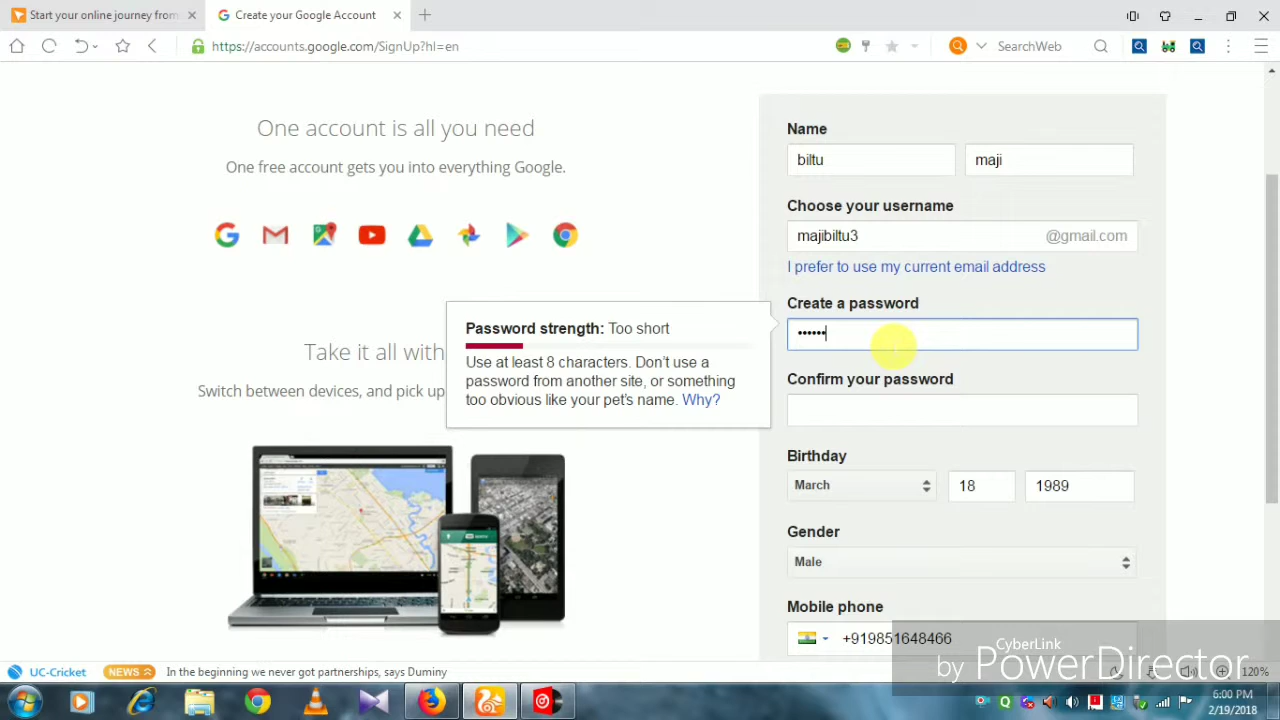 Start your online journey from
Create your Google Account
https://accounts.google.com/SignUp?hl=en
SearchWeb
One account is all you need
One free account gets you into everything Google.
Name
biltu
maji
Choose your username
majibiltu3
@gmail.com
I prefer to use my current email address
Create a password
Password strength: Too short
Use at least 8 characters. Don’t use a
password from another site, or something
too obvious like your pet’s name. Why?
••••••
Take it all with
Switch between devices, and pick up
Confirm your password
Birthday
March
18
1989
Gender
Male
Mobile phone
+919851648466
CyberLink
by PowerDirector
UC-Cricket
NEWS
In the beginning we never got partnerships, says Duminy
120%
6:00 PM
2/19/2018